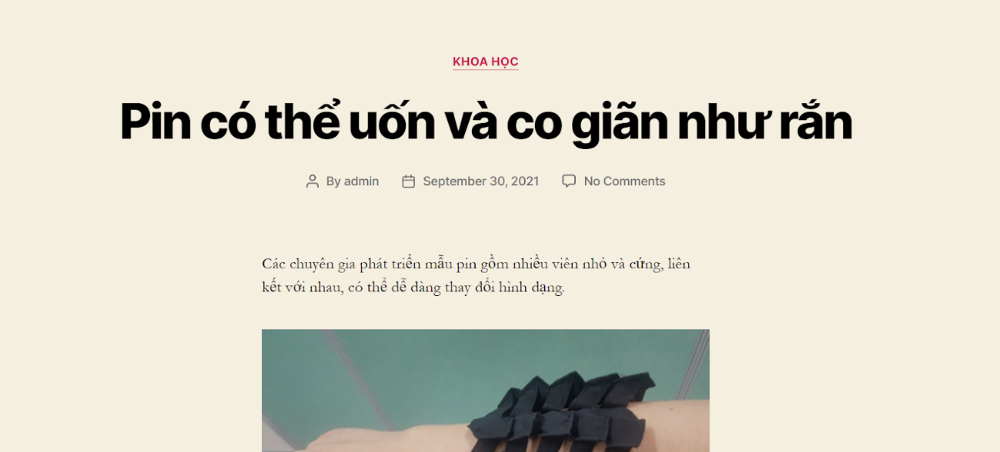 KHOA HỌC
Pin có thể uốn và co giãn như rắn
By admin September 30, 2021 No Comments
Các chuyên gia phát triển mẫu pin gồm nhiều viên nhỏ và cứng, liên
kết với nhau, có thể dễ dàng thay đổi hình dạng.